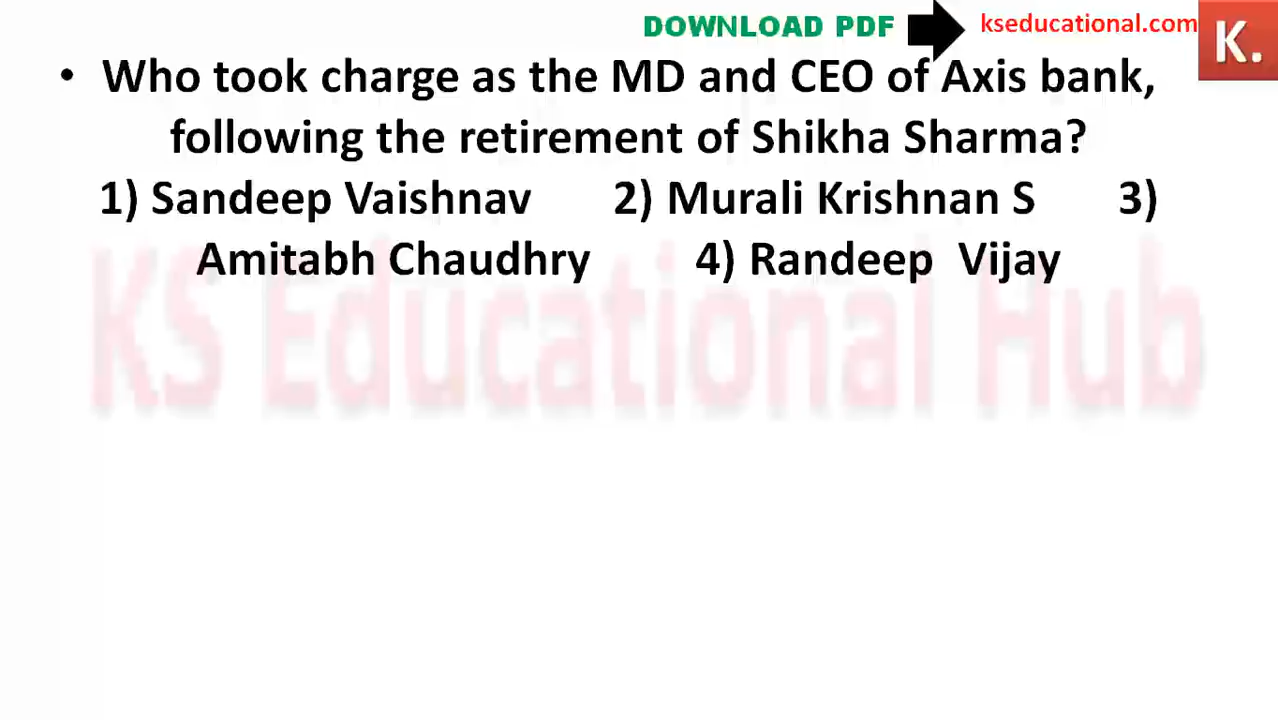 DOWNLOAD PDF kseducational.com K.
• Who took charge as the MD and CEO of Axis bank,
following the retirement of Shikha Sharma?
1) Sandeep Vaishnav 2) Murali Krishnan S 3)
Amitabh Chaudhry 4) Randeep Vijay
KS Educational Hub